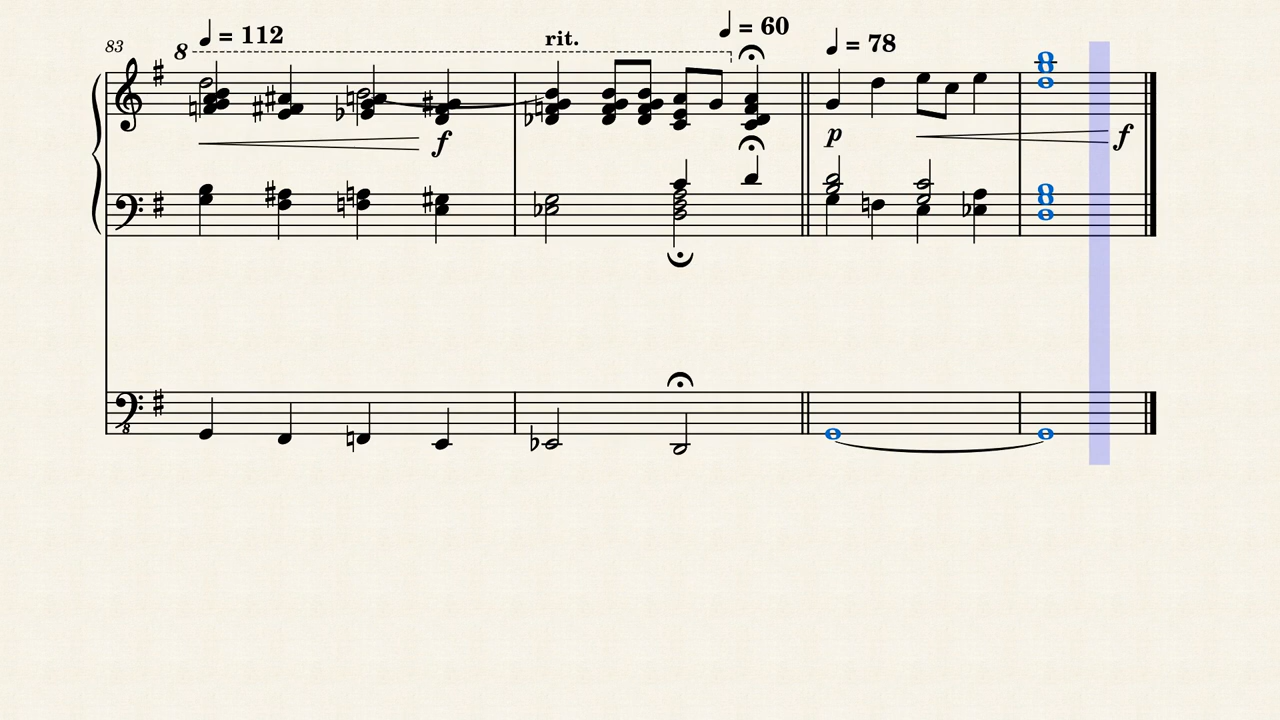 83
8
♩ = 112
rit.
♩ = 60
♩ = 78
f
p
f
8